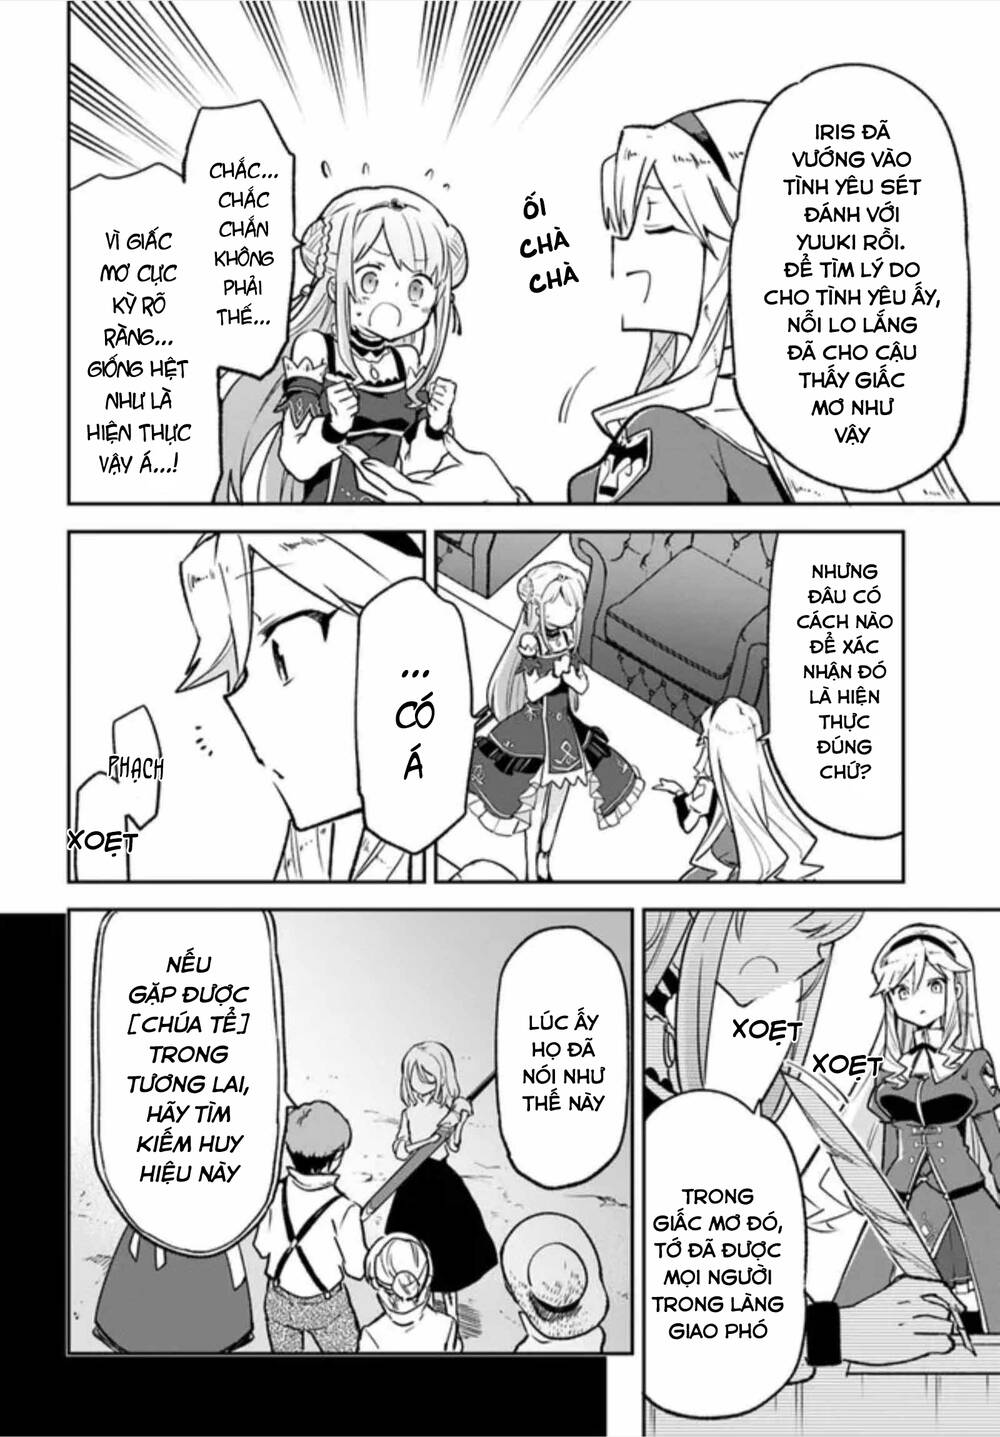 IRIS ĐÃ
VƯỚNG VÀO
TÌNH YÊU SÉT
ĐÁNH VỚI
YUUKI RỒI.
ĐỂ TÌM LÝ DO
CHO TÌNH YÊU ẤY,
NỖI LO LẮNG
ĐÃ CHO CẬU
THẤY GIẤC
MƠ NHƯ
VẬY
ỐI
CHÀ
CHÀ
CHẮC...
CHẮC
CHẮN
KHÔNG
PHẢI
THẾ...
VÌ GIẤC
MƠ CỰC
KỲ RÕ
RÀNG...
GIỐNG HỆT
NHƯ LÀ
HIỆN THỰC
VẬY Á...!
NHƯNG
ĐÂU CÓ
CÁCH NÀO
ĐỂ XÁC
NHẬN ĐÓ
LÀ HIỆN
THỰC
ĐÚNG
CHỨ?
...
CÓ
Á
PHẠCH
XOẸT
XOẸT
XOẸT
TRONG
GIẤC MƠ ĐÓ,
TỚ ĐÃ ĐƯỢC
MỌI NGƯỜI
TRONG LÀNG
GIAO PHÓ
LÚC ẤY
HỌ ĐÃ
NÓI NHƯ
THẾ NÀY
NẾU
GẶP ĐƯỢC
[CHÚA TỂ]
TRONG
TƯƠNG LAI,
HÃY TÌM
KIẾM HUY
HIỆU NÀY